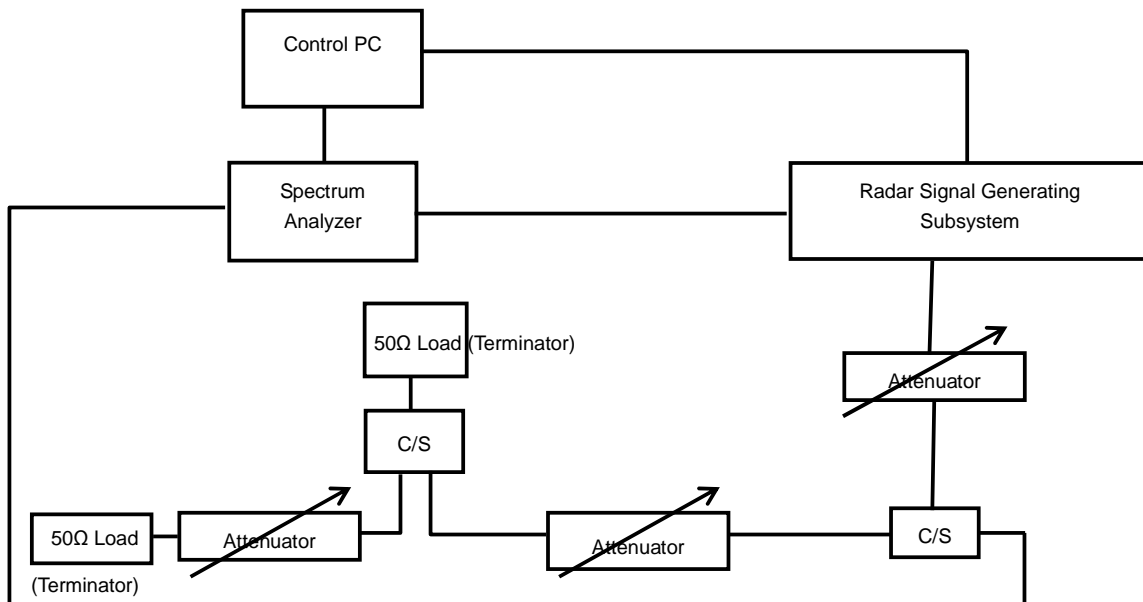 Control PC
Spectrum
Analyzer
Radar Signal Generating
Subsystem
50Ω Load (Terminator)
Attenuator
C/S
50Ω Load
(Terminator)
Attenuator
Attenuator
C/S